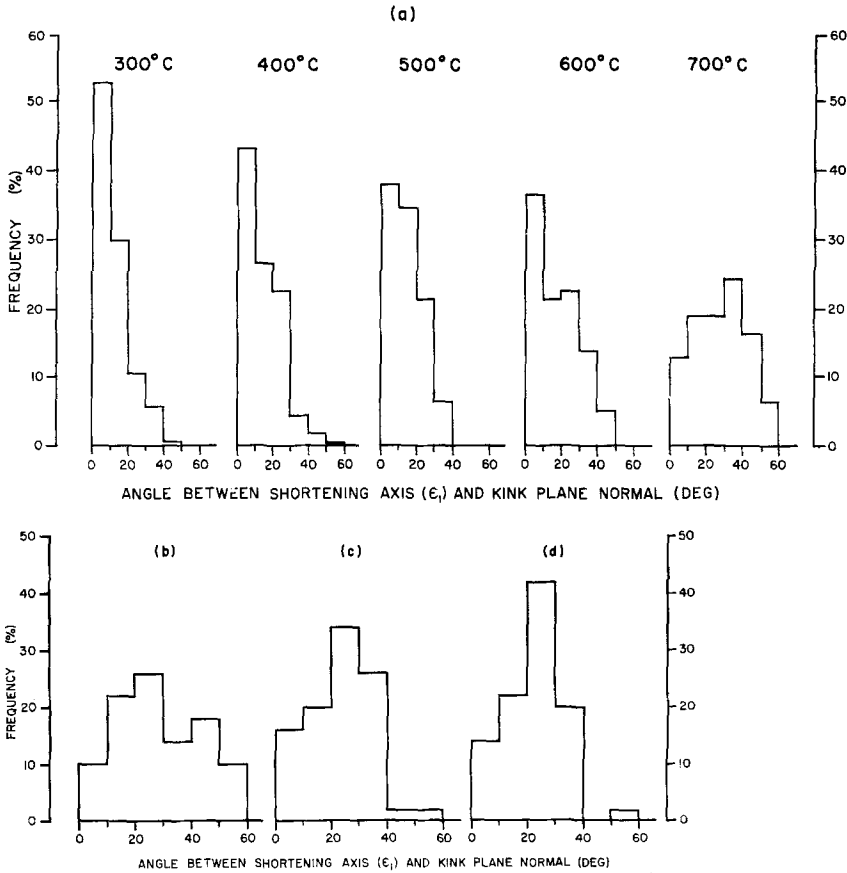 (a)
60 60
300°C 400°C 500°C 600°C 700°C
50 50
40 40
30 30
20 20
10 10
0 0
FREQUENCY (%)
0 20 40 60 0 20 40 60 0 20 40 60 0 20 40 60 0 20 40 60
ANGLE BETWEEN SHORTENING AXIS (ϵ₁) AND KINK PLANE NORMAL (DEG)
50 50
(b) (c) (d)
40 40
30 30
20 20
10 10
0 0
FREQUENCY (%)
0 20 40 60 0 20 40 60 0 20 40 60
ANGLE BETWEEN SHORTENING AXIS (ϵ₁) AND KINK PLANE NORMAL (DEG)